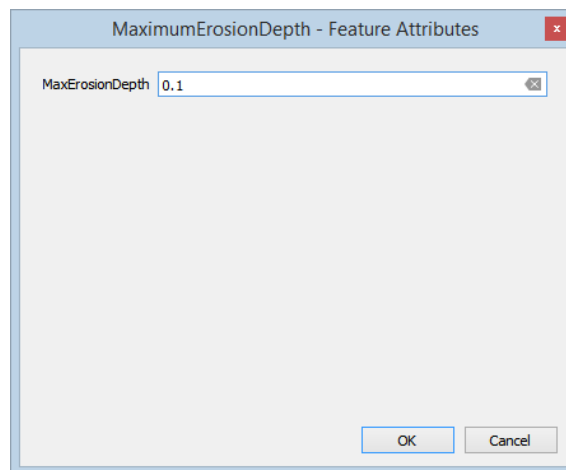 MaximumErosionDepth - Feature Attributes
x
MaxErosionDepth 0.1
OK Cancel